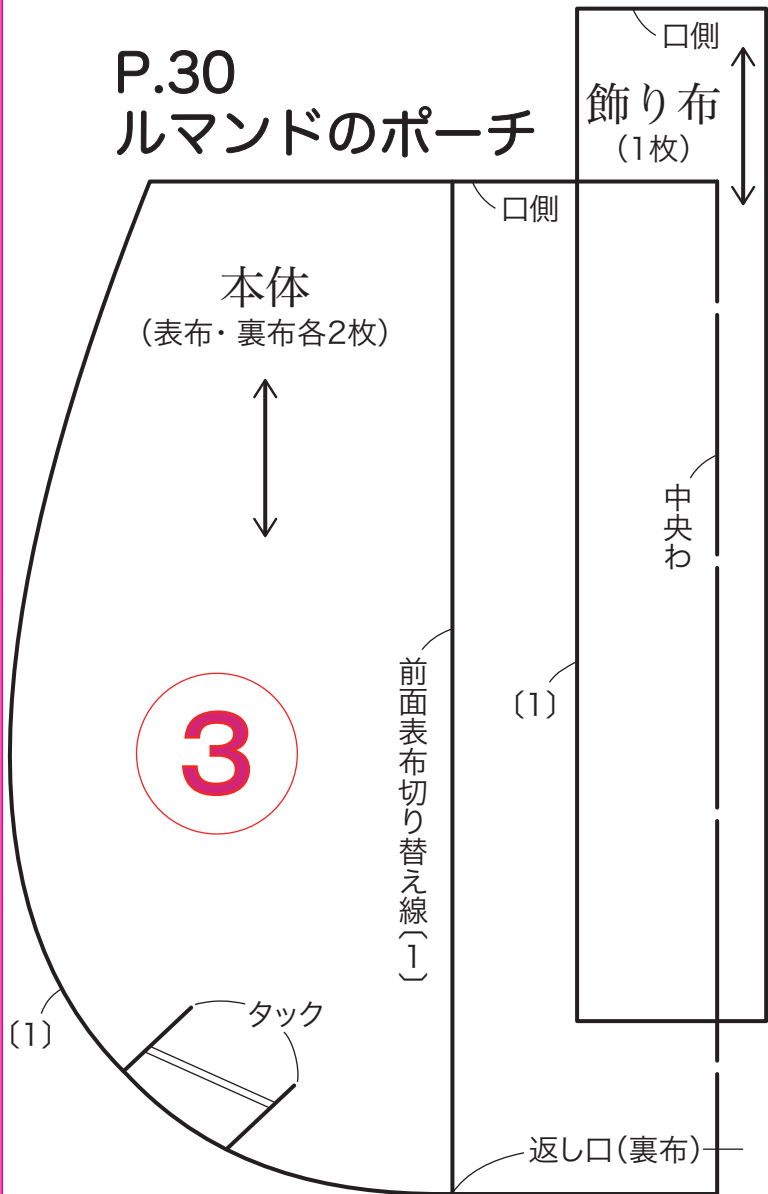 P.30
ルマンドのポーチ
口側
飾り布
(1枚)
口側
本体
(表布・裏布各2枚)
中央わ
前面表布切り替え線〔1〕
〔1〕
3
〔1〕
タック
返し口(裏布)